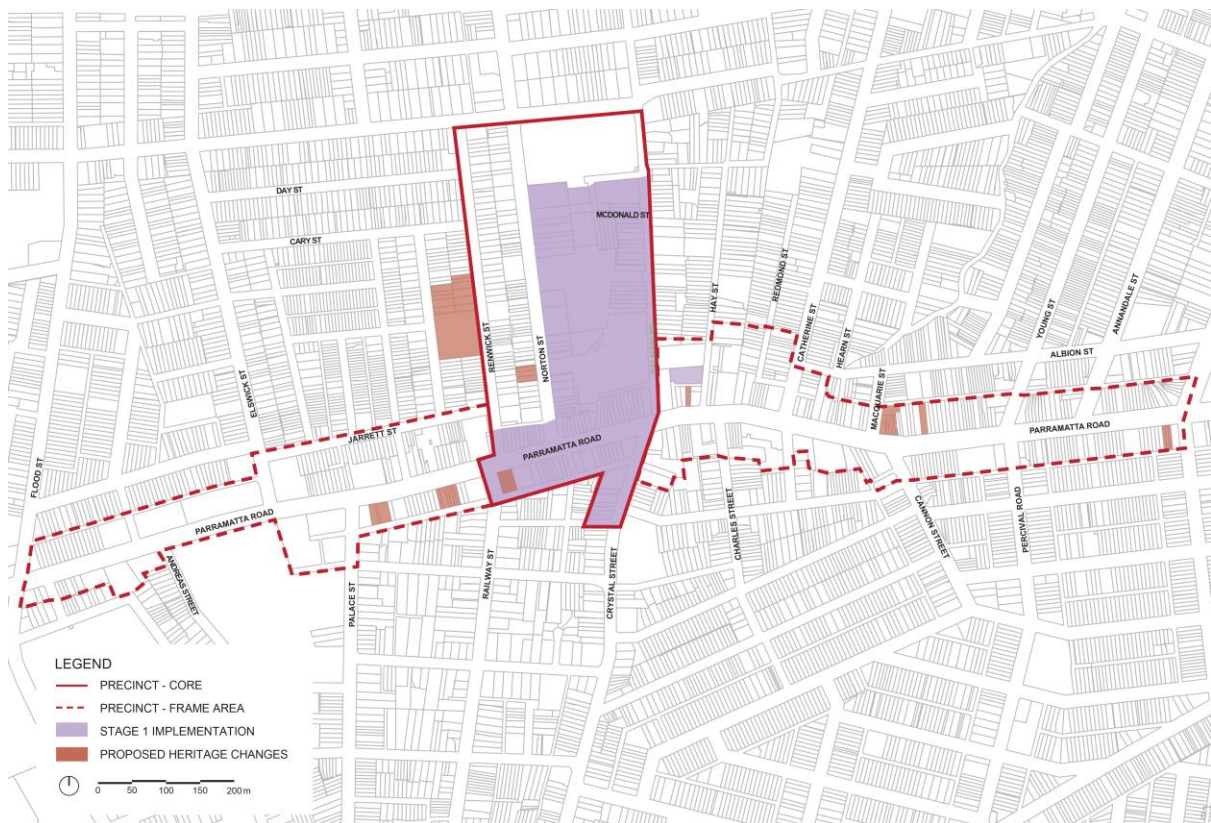 DAY ST
MCDONALD ST
CARY ST
HAY ST
REDMOND ST
RENWICK ST
NORTON ST
CATHERINE ST
HEARN ST
YOUNG ST
ANNANDALE ST
ALBION ST
ELSWICK ST
MACQUARIE ST
JARRETT ST
PARRAMATTA ROAD
PARRAMATTA ROAD
FLOOD ST
PARRAMATTA ROAD
CHARLES STREET
CANNON STREET
PERCIVAL ROAD
ANDREAS STREET
RAILWAY ST
CRYSTAL STREET
PALACE ST
LEGEND
PRECINCT - CORE
PRECINCT - FRAME AREA
STAGE 1 IMPLEMENTATION
PROPOSED HERITAGE CHANGES
0 50 100 150 200 m